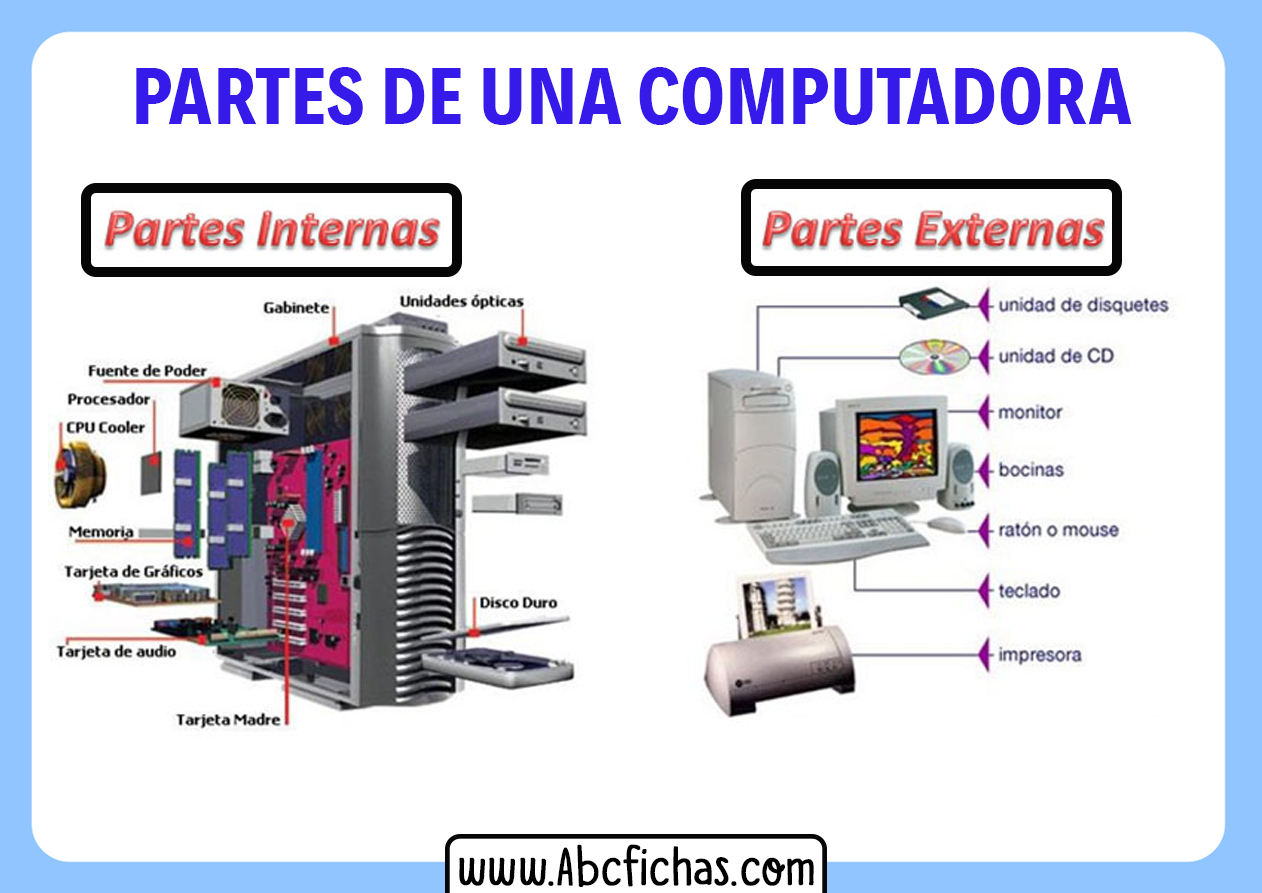 PARTES DE UNA COMPUTADORA
Partes Internas
Gabinete
Unidades ópticas
Fuente de Poder
Procesador
CPU Cooler
Memoria
Tarjeta de Gráficos
Tarjeta de audio
Tarjeta Madre
Disco Duro
Partes Externas
unidad de disquetes
unidad de CD
monitor
bocinas
ratón o mouse
teclado
impresora
www.Abcfichas.com